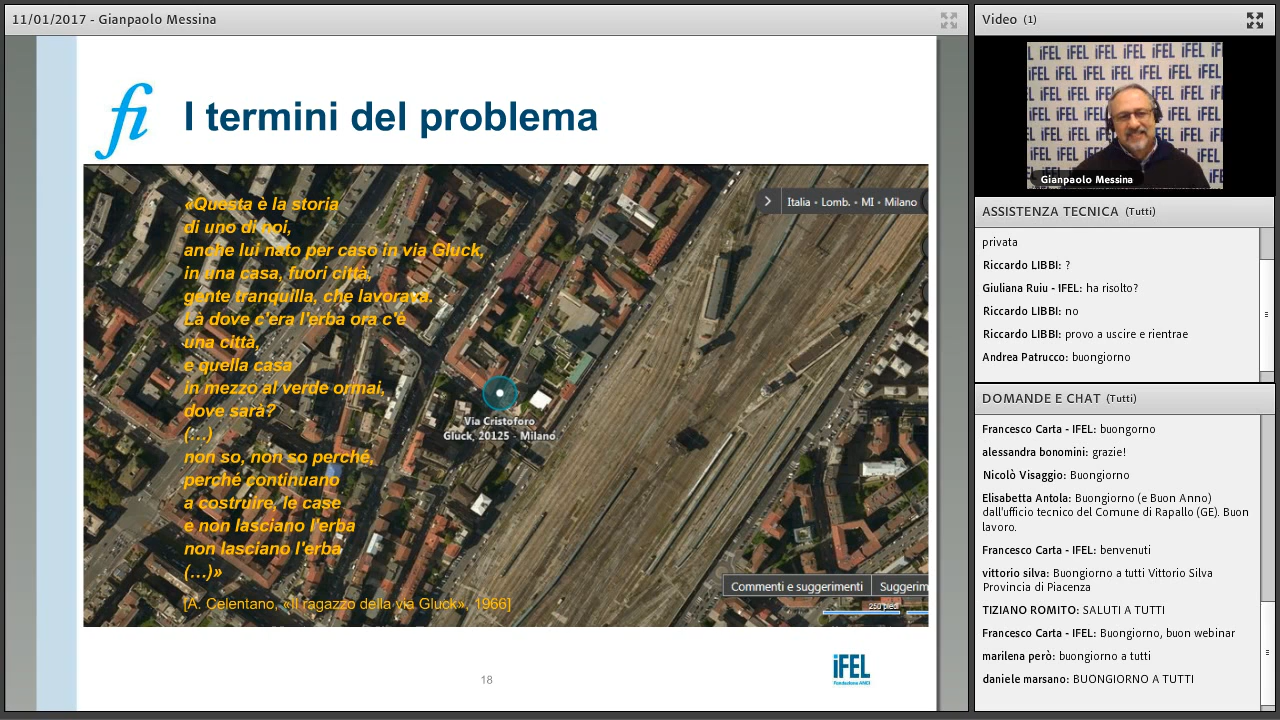 11/01/2017 - Gianpaolo Messina
fi
I termini del problema
«Questa è la storia
di uno di noi,
anche lui nato per caso in via Gluck,
in una casa, fuori città,
gente tranquilla, che lavorava.
Là dove c'era l'erba ora c'è
una città,
e quella casa
in mezzo al verde ormai,
dove sarà?
(…)
non so, non so perché,
perché continuano
a costruire, le case
e non lasciano l'erba
non lasciano l'erba
(…)»
[A. Celentano, «Il ragazzo della via Gluck», 1966]
Italia • Lomb. • MI • Milano
Via Cristoforo
Gluck, 20125 - Milano
Commenti e suggerimenti
Suggerim
250 piedi
18
iFEL
Fondazione ANCI
Video (1)
iFEL
Gianpaolo Messina
ASSISTENZA TECNICA (Tutti)
privata
Riccardo LIBBI: ?
Giuliana Ruiu - IFEL: ha risolto?
Riccardo LIBBI: no
Riccardo LIBBI: provo a uscire e rientrae
Andrea Patrucco: buongiorno
DOMANDE E CHAT (Tutti)
Francesco Carta - IFEL: buongorno
alessandra bonomini: grazie!
Nicolò Visaggio: Buongiorno
Elisabetta Antola: Buongiorno (e Buon Anno)
dall'ufficio tecnico del Comune di Rapallo (GE). Buon
lavoro.
Francesco Carta - IFEL: benvenuti
vittorio silva: Buongiorno a tutti Vittorio Silva
Provincia di Piacenza
TIZIANO ROMITO: SALUTI A TUTTI
Francesco Carta - IFEL: Buongiorno, buon webinar
marilena però: buongiorno a tutti
daniele marsano: BUONGIORNO A TUTTI